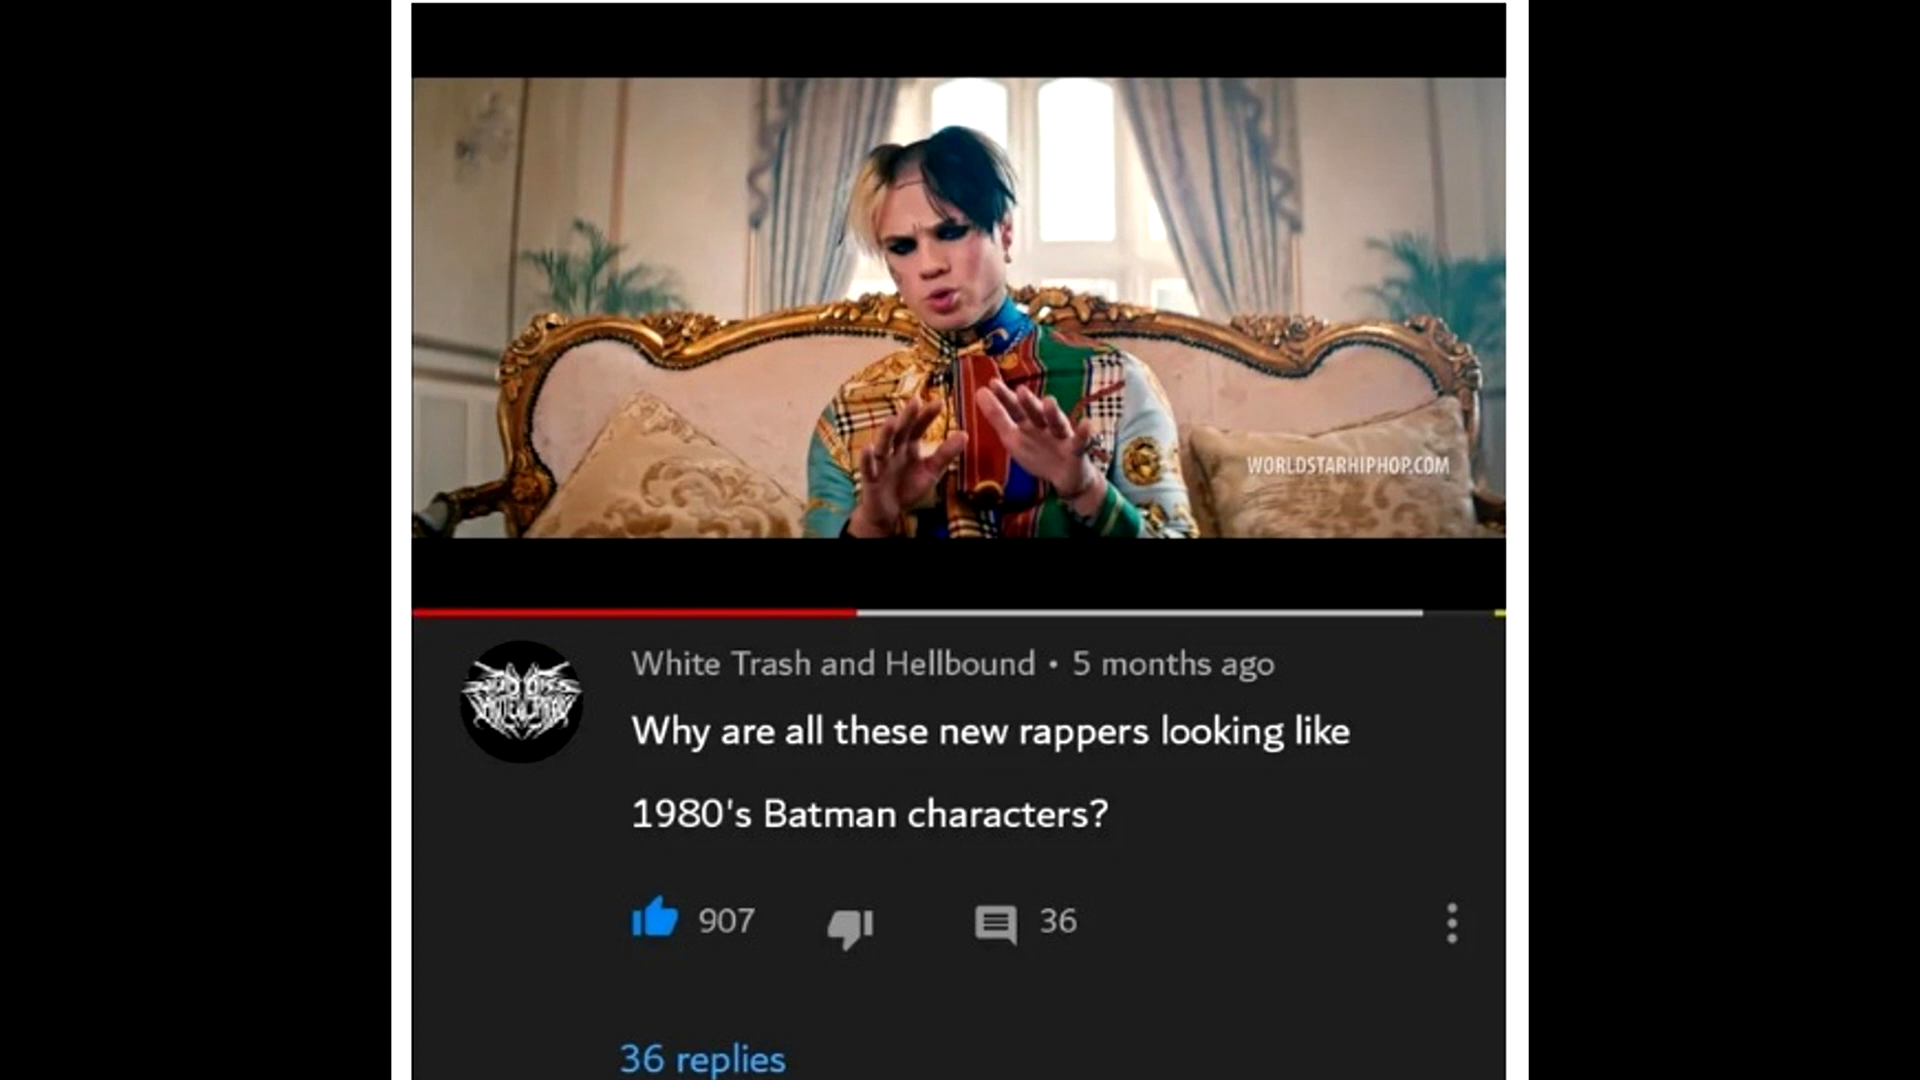 WORLDSTARHIPHOP.COM
White Trash and Hellbound • 5 months ago
Why are all these new rappers looking like
1980's Batman characters?
907
36
36 replies